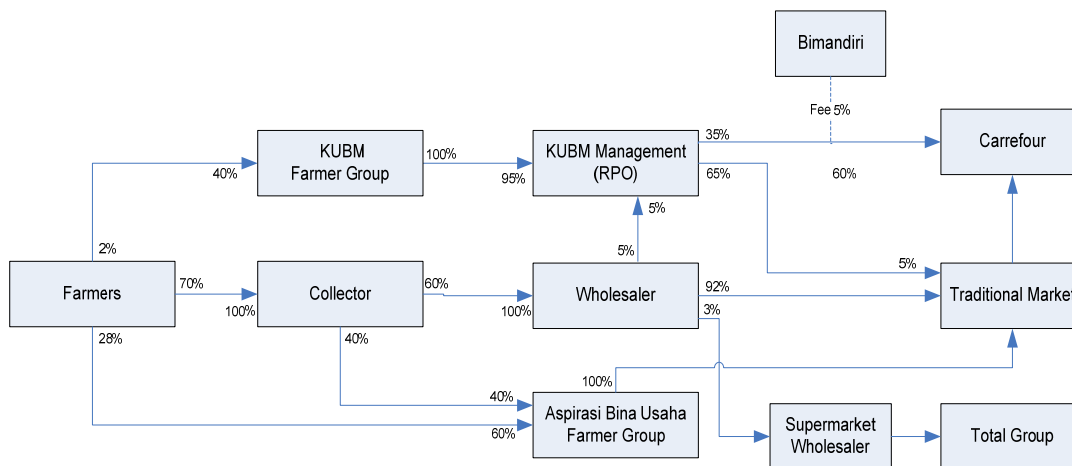 Bimandiri
Fee 5%
KUBM
Farmer Group
100%
95%
40%
KUBM Management
(RPO)
35%
65%
60%
Carrefour
5%
5%
2%
Farmers
70%
100%
28%
Collector
60%
100%
40%
Wholesaler
92%
3%
5%
Traditional Market
100%
40%
60%
Aspirasi Bina Usaha
Farmer Group
Supermarket
Wholesaler
Total Group